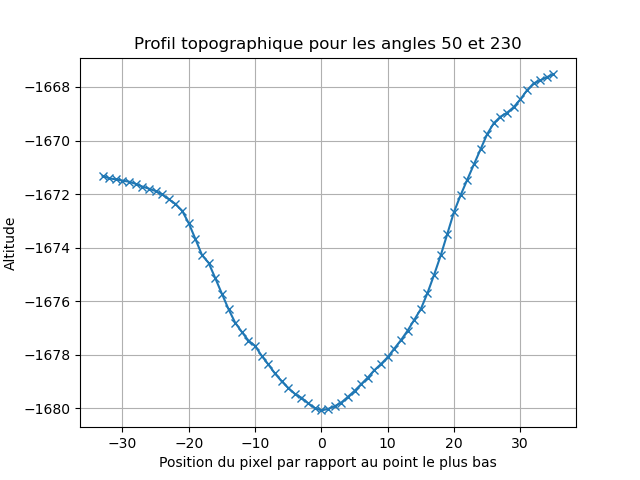 Profil topographique pour les angles 50 et 230
Altitude
−1668
−1670
−1672
−1674
−1676
−1678
−1680
−30 −20 −10 0 10 20 30
Position du pixel par rapport au point le plus bas